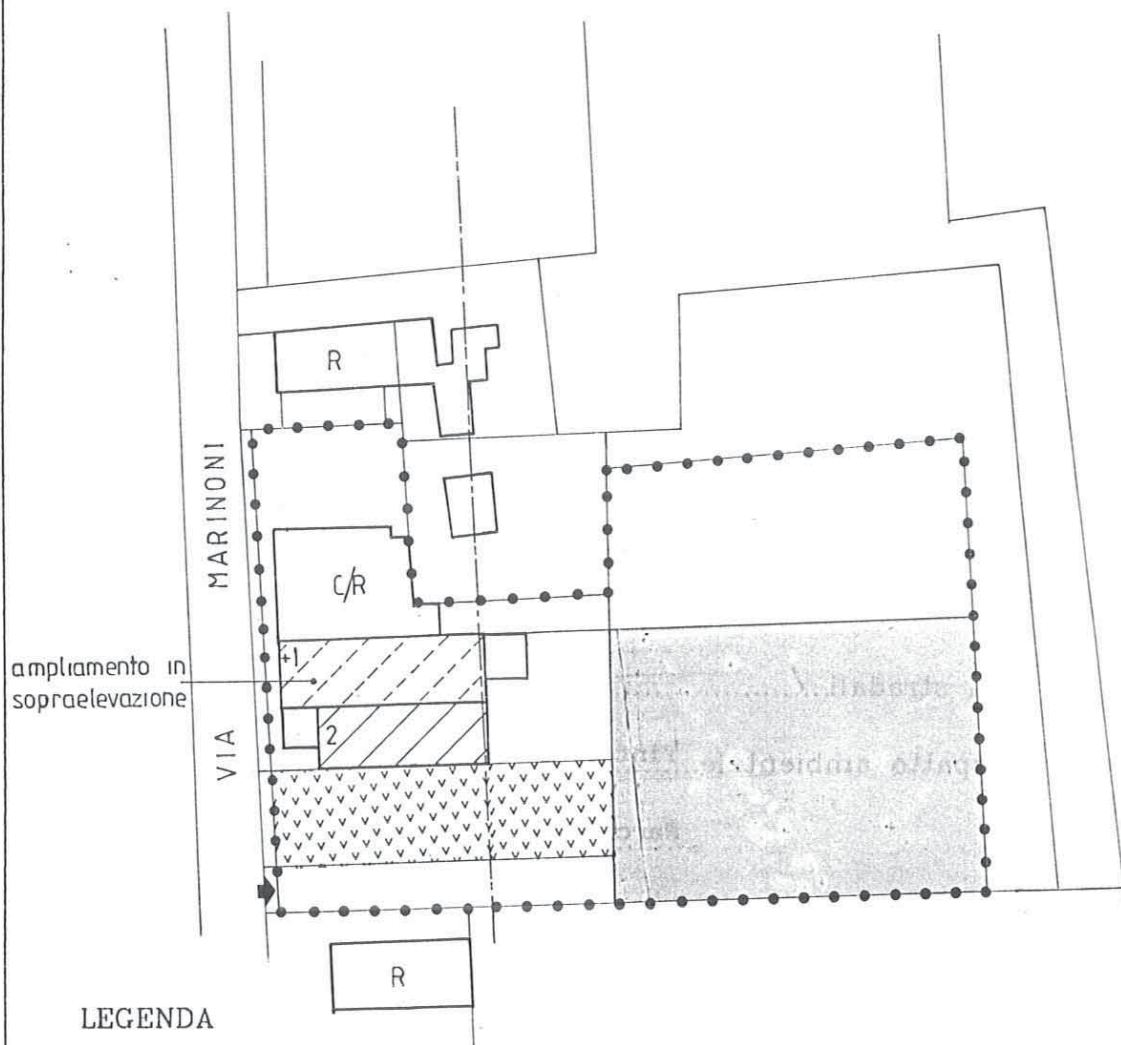 R
MARINONI
C/R
+1
ampliamento in
sopraelevazione
VIA
2
R
LEGENDA